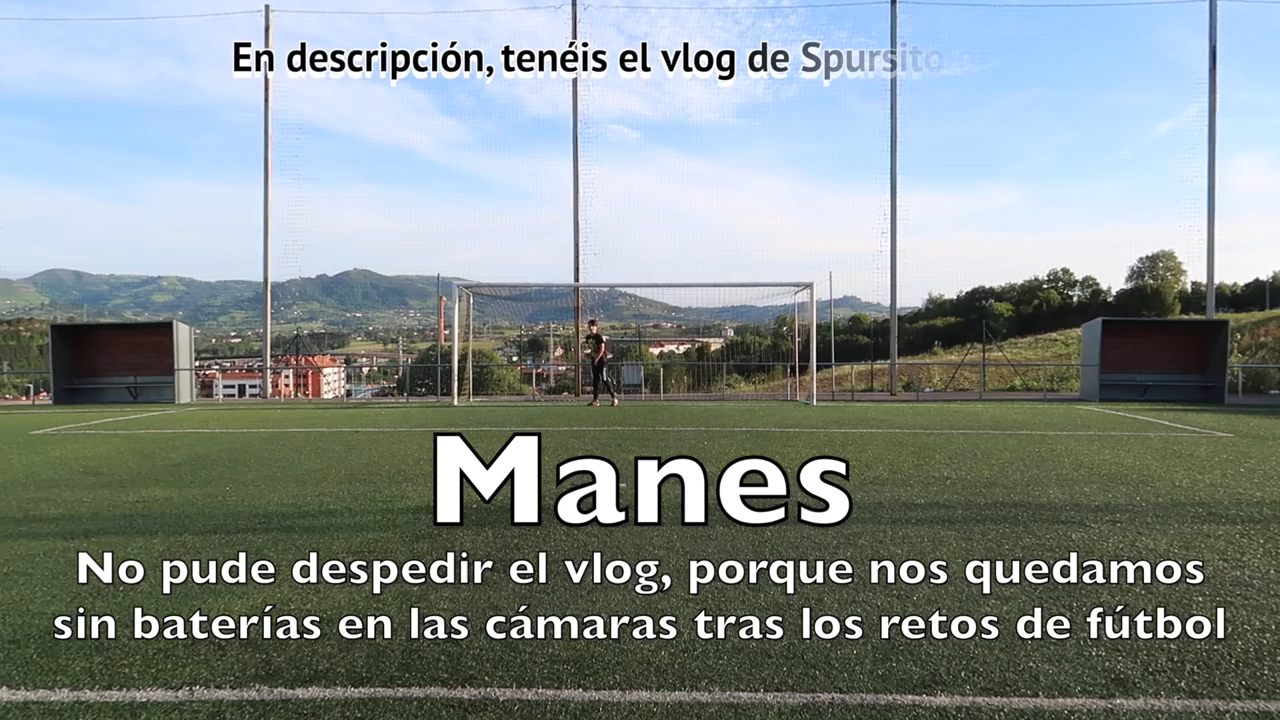 En descripción, tenéis el vlog de Spursito
Manes
No pude despedir el vlog, porque nos quedamos
sin baterías en las cámaras tras los retos de fútbol